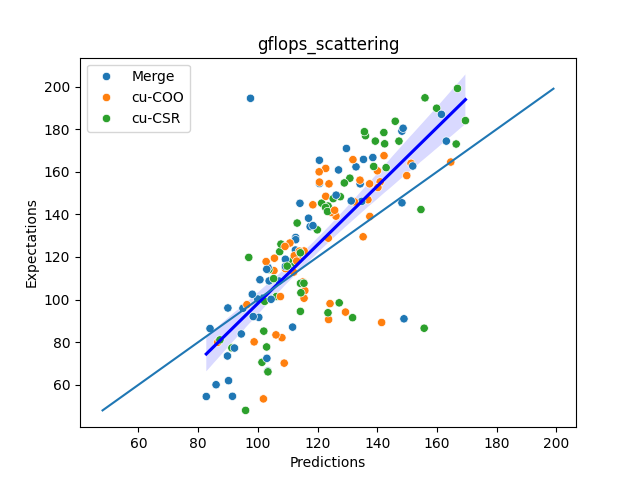 gflops_scattering
Merge
cu-COO
cu-CSR
Expectations
200
180
160
140
120
100
80
60
60 80 100 120 140 160 180 200
Predictions